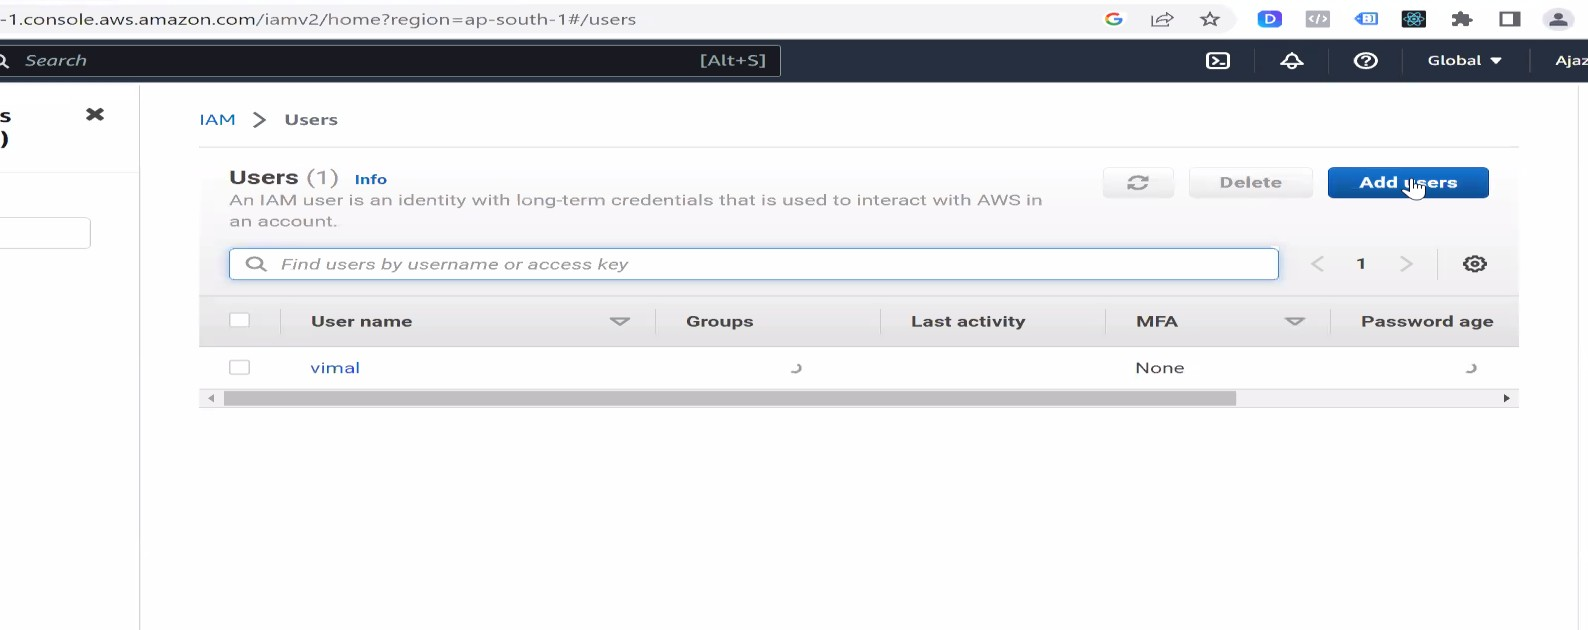 -1.console.aws.amazon.com/iamv2/home?region=ap-south-1#/users
Search [Alt+S] Global Ajaz
s
)
IAM > Users
Users (1) Info Delete Add users
An IAM user is an identity with long-term credentials that is used to interact with AWS in
an account.
Find users by username or access key < 1 >
User name Groups Last activity MFA Password age
vimal None